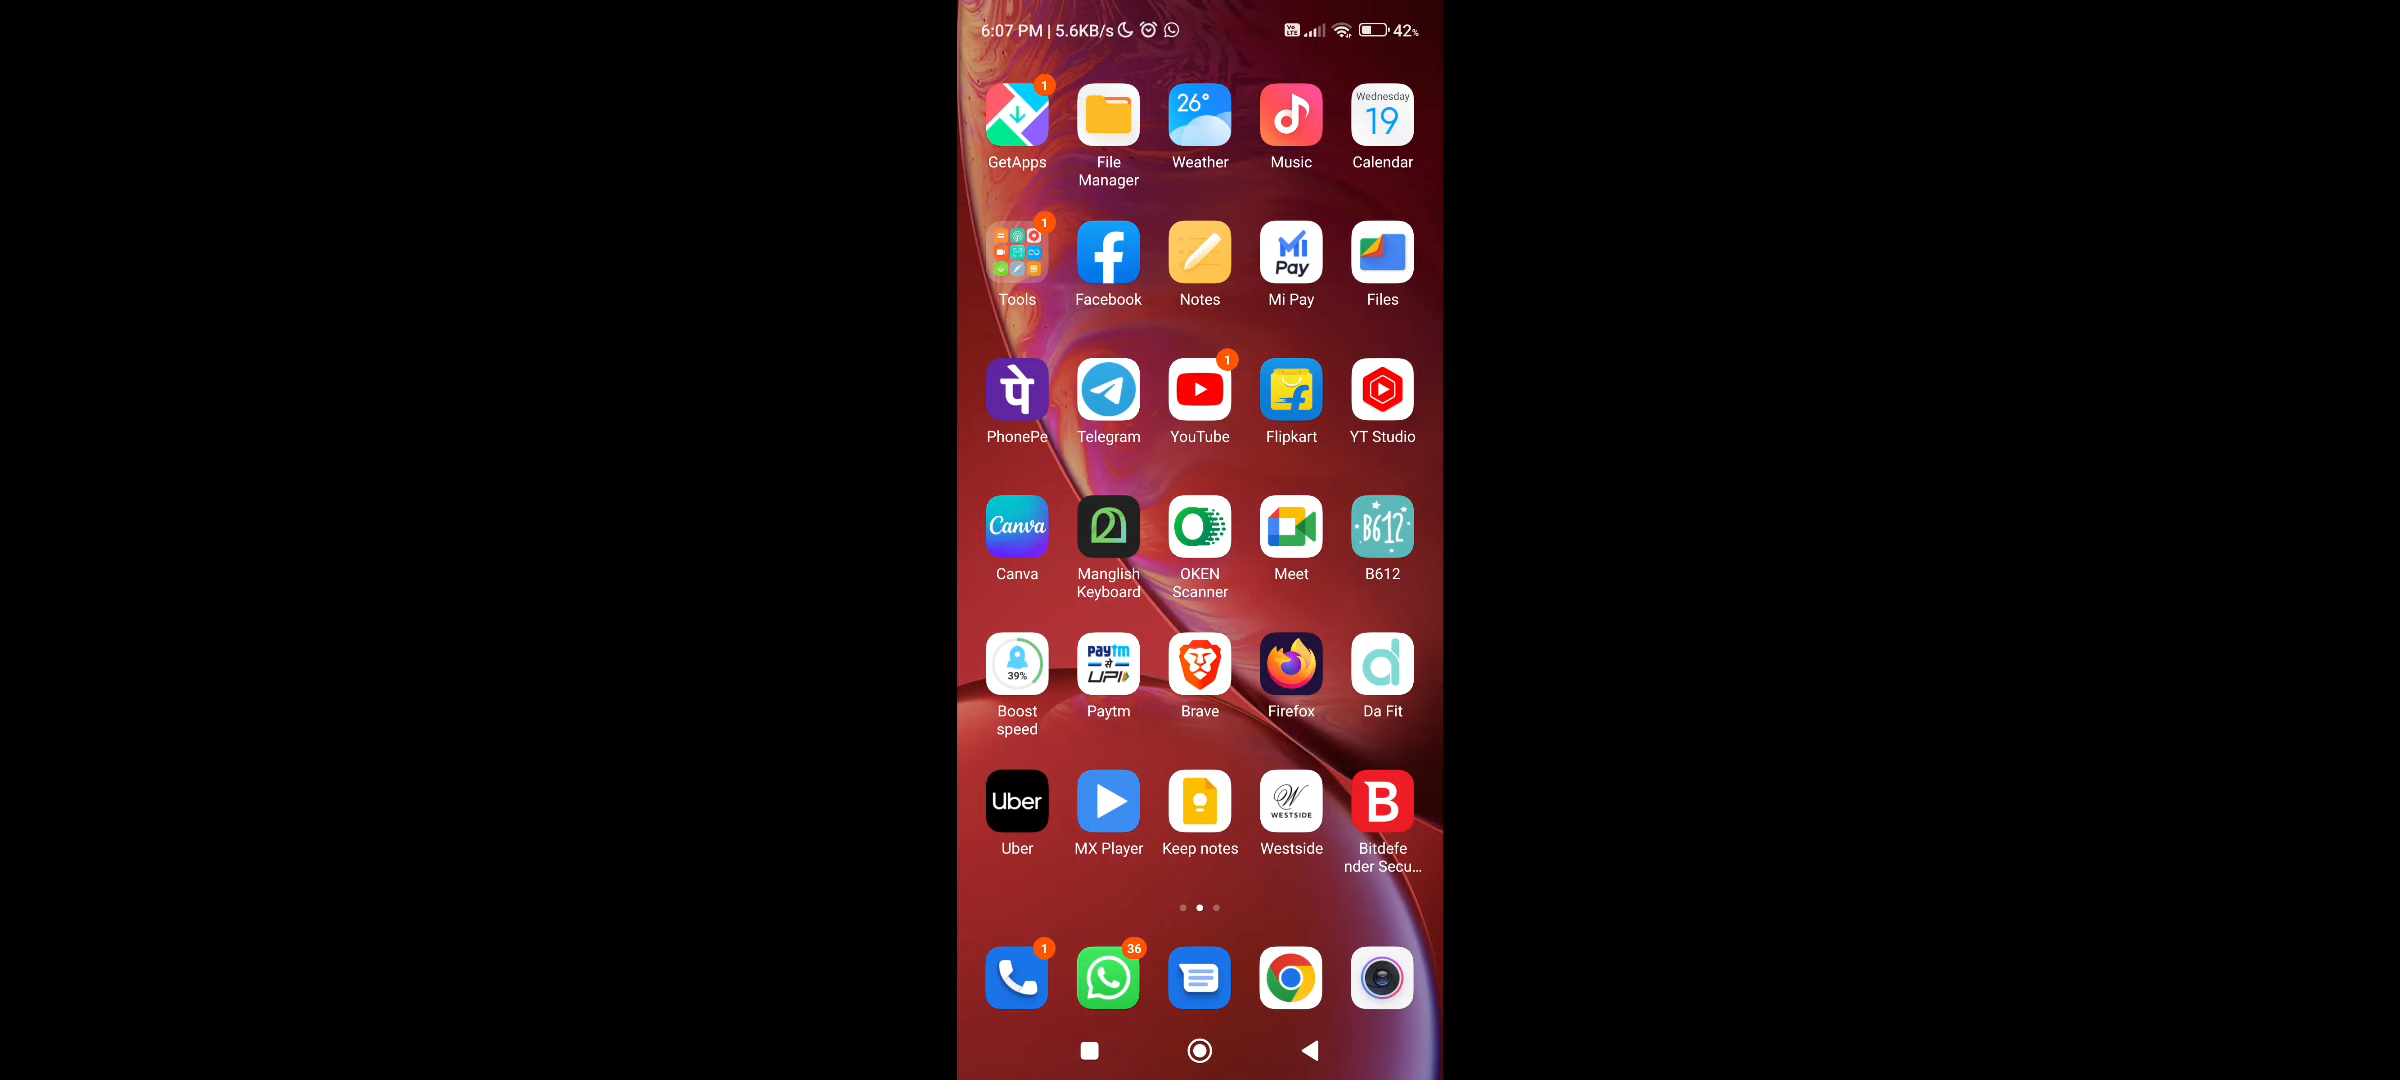 6:07 PM | 5.6KB/s 42%
1
26°
Wednesday
19
GetApps File Manager Weather Music Calendar
1
Mi Pay
Tools Facebook Notes Mi Pay Files
पे
1
PhonePe Telegram YouTube Flipkart YT Studio
Canva
മ
B612
Canva Manglish Keyboard OKEN Scanner Meet B612
39%
paytm से UPI
Boost speed Paytm Brave Firefox Da Fit
Uber
W WESTSIDE
B
Uber MX Player Keep notes Westside Bitdefe nder Secu...
1 36